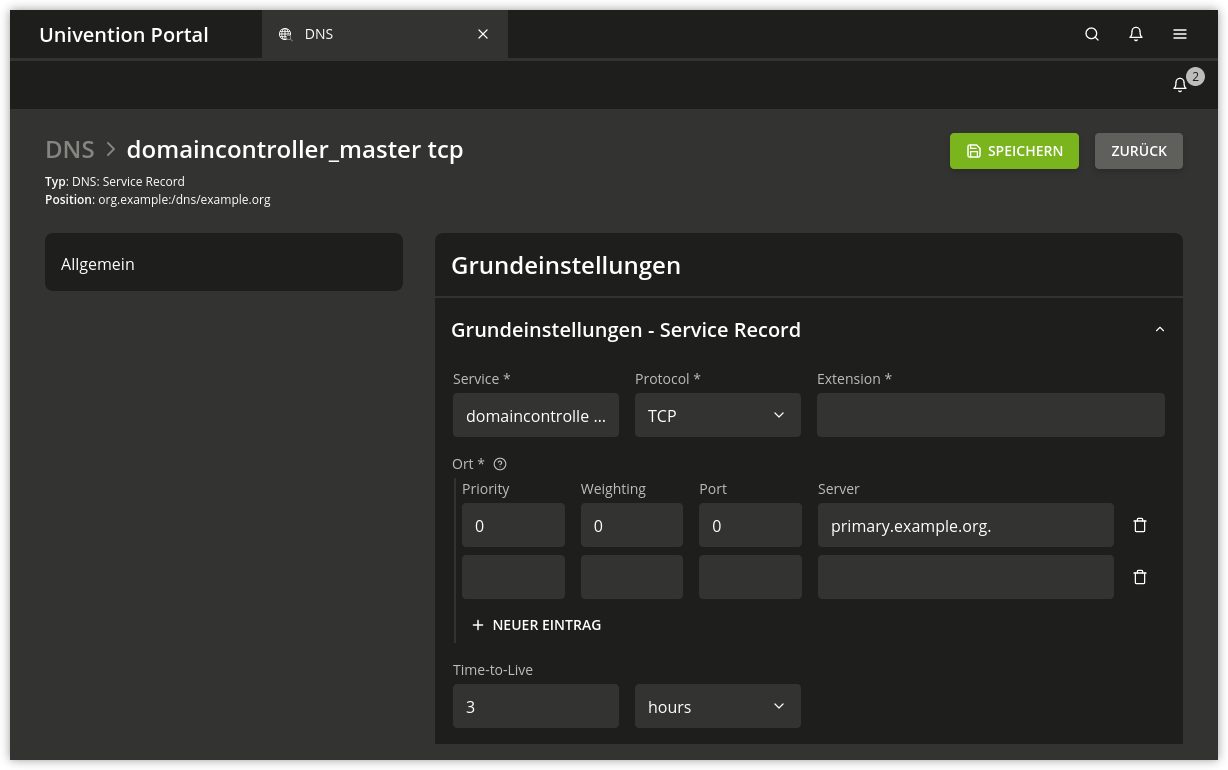 Univention Portal
DNS
2
DNS > domaincontroller_master tcp
SPEICHERN
ZURÜCK
Typ: DNS: Service Record
Position: org.example:/dns/example.org
Allgemein
Grundeinstellungen
Grundeinstellungen - Service Record
Service * Protocol * Extension *
domaincontrolle ... TCP
Ort *
Priority Weighting Port Server
0 0 0 primary.example.org.
+ NEUER EINTRAG
Time-to-Live
3 hours